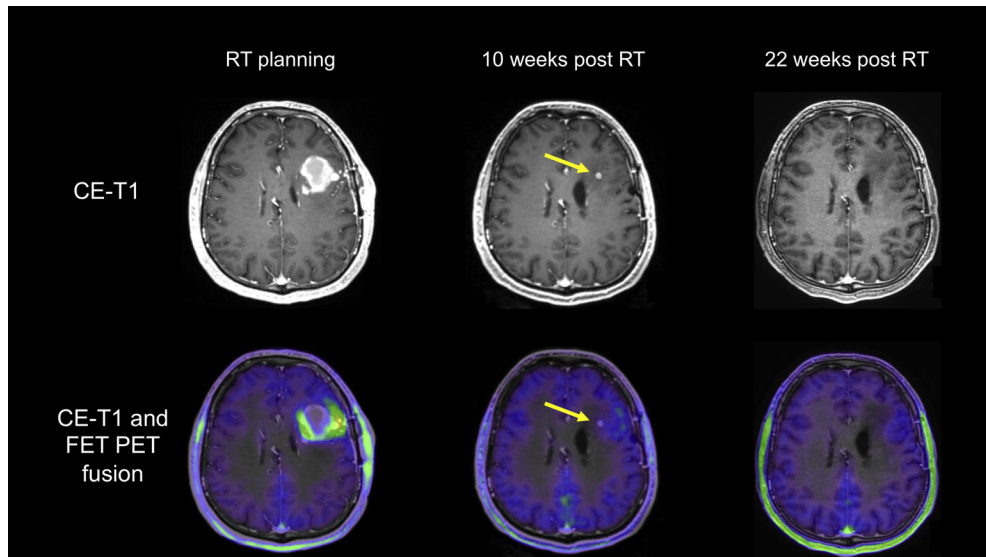 RT planning
10 weeks post RT
22 weeks post RT
CE-T1
CE-T1 and
FET PET
fusion